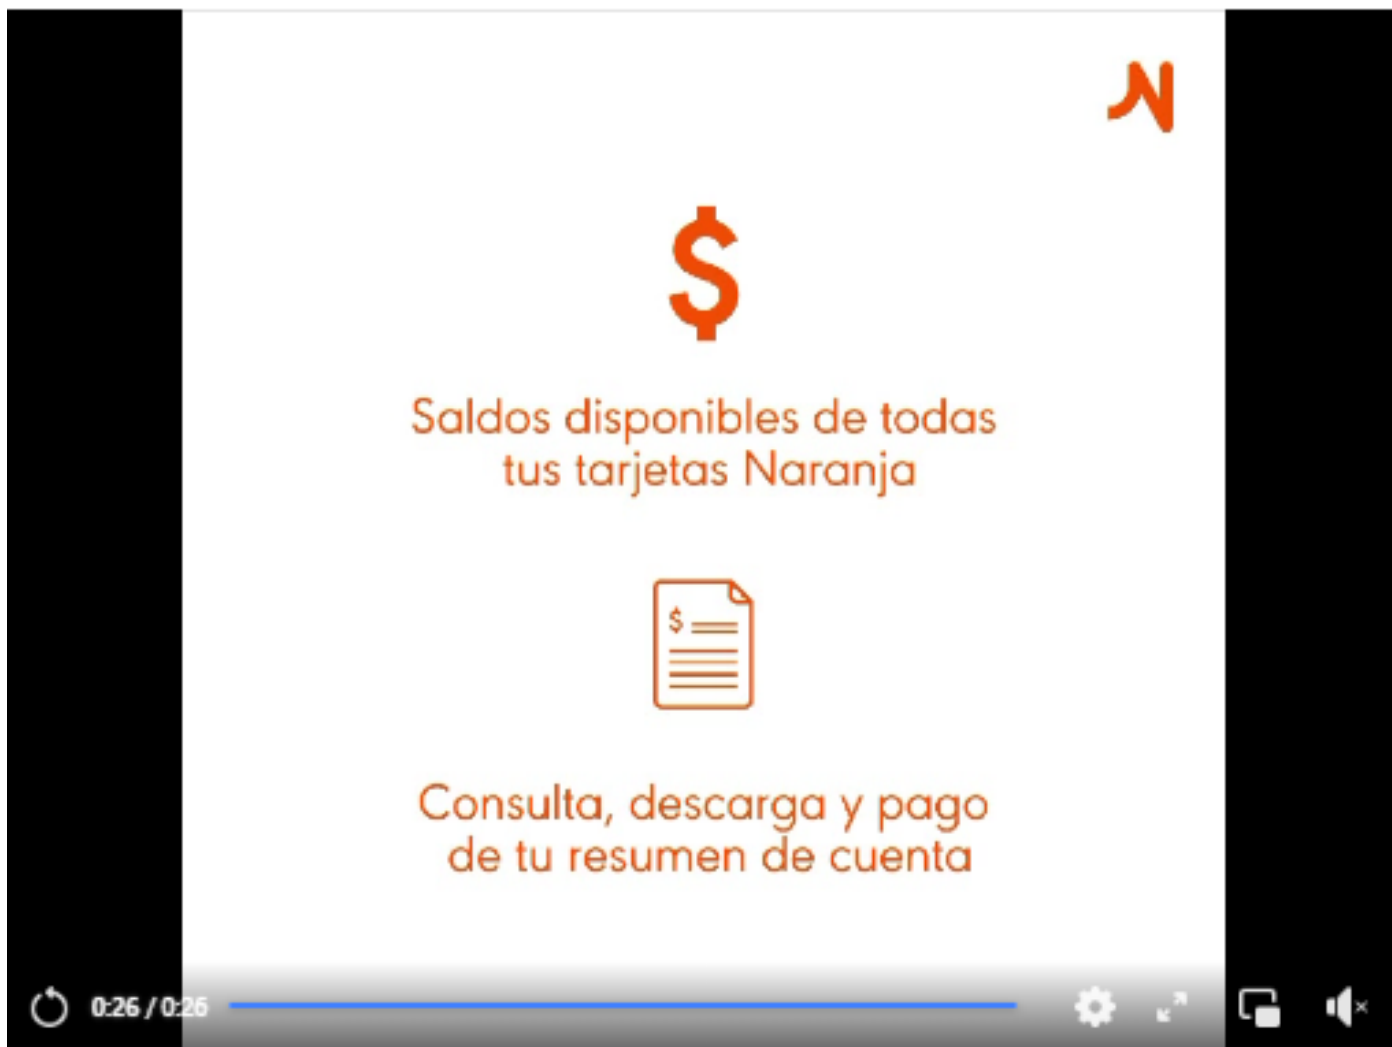 N
$
Saldos disponibles de todas
tus tarjetas Naranja
$
Consulta, descarga y pago
de tu resumen de cuenta
0:26 / 0:26